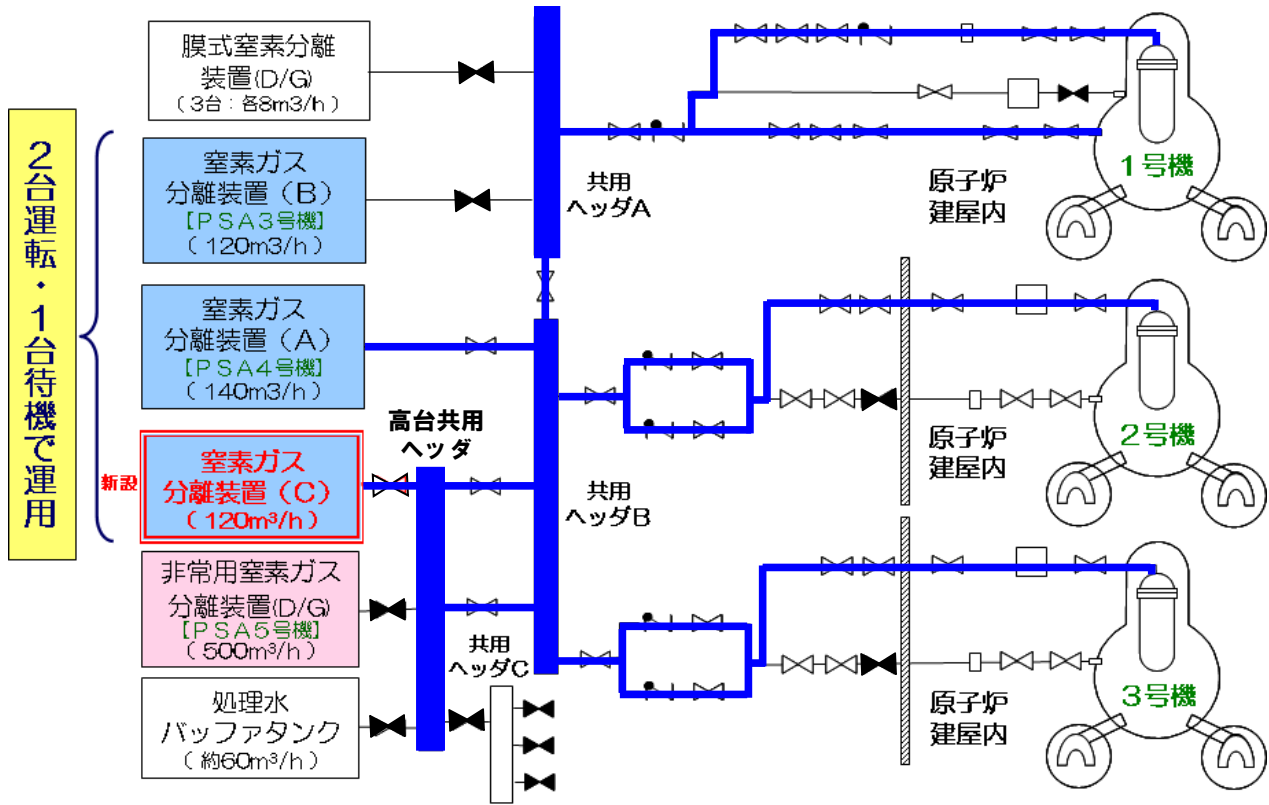 2台運転・1台待機で運用
膜式窒素分離
装置(D/G)
(3台:各8m3/h)
窒素ガス
分離装置(B)
【PSA3号機】
(120m3/h)
窒素ガス
分離装置(A)
【PSA4号機】
(140m3/h)
新設
窒素ガス
分離装置(C)
(120m³/h)
非常用窒素ガス
分離装置(D/G)
【PSA5号機】
(500m³/h)
処理水
バッファタンク
(約60m³/h)
高台共用
ヘッダ
共用
ヘッダC
共用
ヘッダA
共用
ヘッダB
原子炉
建屋内
1号機
原子炉
建屋内
2号機
原子炉
建屋内
3号機